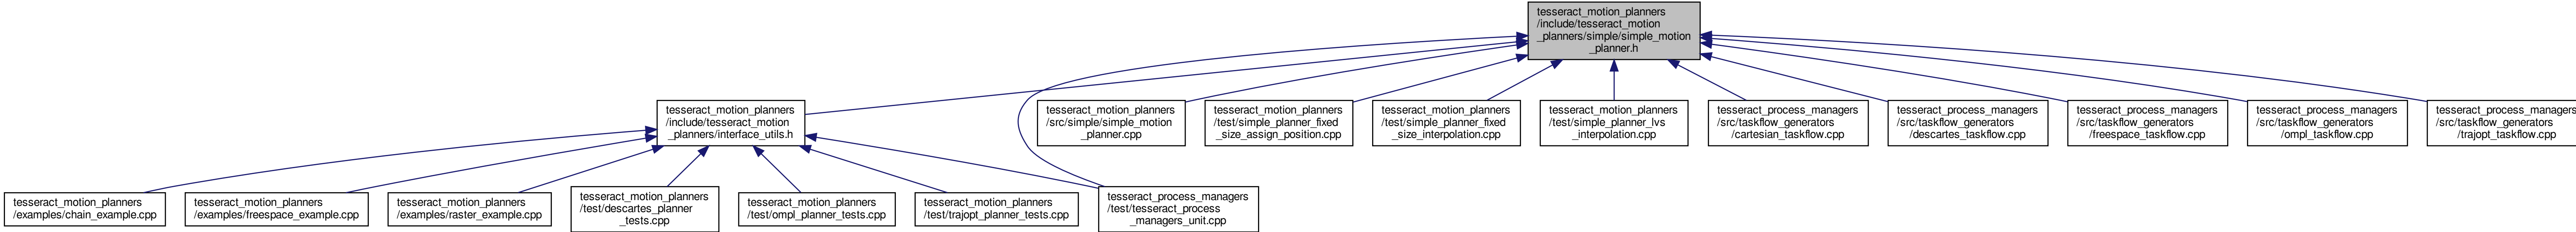 tesseract_motion_planners
/include/tesseract_motion
_planners/simple/simple_motion
_planner.h
tesseract_motion_planners
/include/tesseract_motion
_planners/interface_utils.h
tesseract_motion_planners
/src/simple/simple_motion
_planner.cpp
tesseract_motion_planners
/test/simple_planner_fixed
_size_assign_position.cpp
tesseract_motion_planners
/test/simple_planner_fixed
_size_interpolation.cpp
tesseract_motion_planners
/test/simple_planner_lvs
_interpolation.cpp
tesseract_process_managers
/src/taskflow_generators
/cartesian_taskflow.cpp
tesseract_process_managers
/src/taskflow_generators
/descartes_taskflow.cpp
tesseract_process_managers
/src/taskflow_generators
/freespace_taskflow.cpp
tesseract_process_managers
/src/taskflow_generators
/ompl_taskflow.cpp
tesseract_process_managers
/src/taskflow_generators
/trajopt_taskflow.cpp
tesseract_motion_planners
/examples/chain_example.cpp
tesseract_motion_planners
/examples/freespace_example.cpp
tesseract_motion_planners
/examples/raster_example.cpp
tesseract_motion_planners
/test/descartes_planner
_tests.cpp
tesseract_motion_planners
/test/ompl_planner_tests.cpp
tesseract_motion_planners
/test/trajopt_planner_tests.cpp
tesseract_process_managers
/test/tesseract_process
_managers_unit.cpp